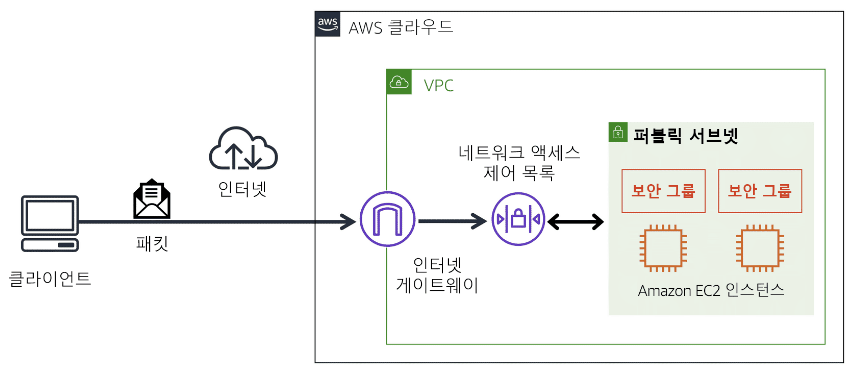 aws
AWS 클라우드
VPC
퍼블릭 서브넷
네트워크 액세스
제어 목록
보안 그룹
보안 그룹
인터넷
패킷
클라이언트
인터넷
게이트웨이
Amazon EC2 인스턴스